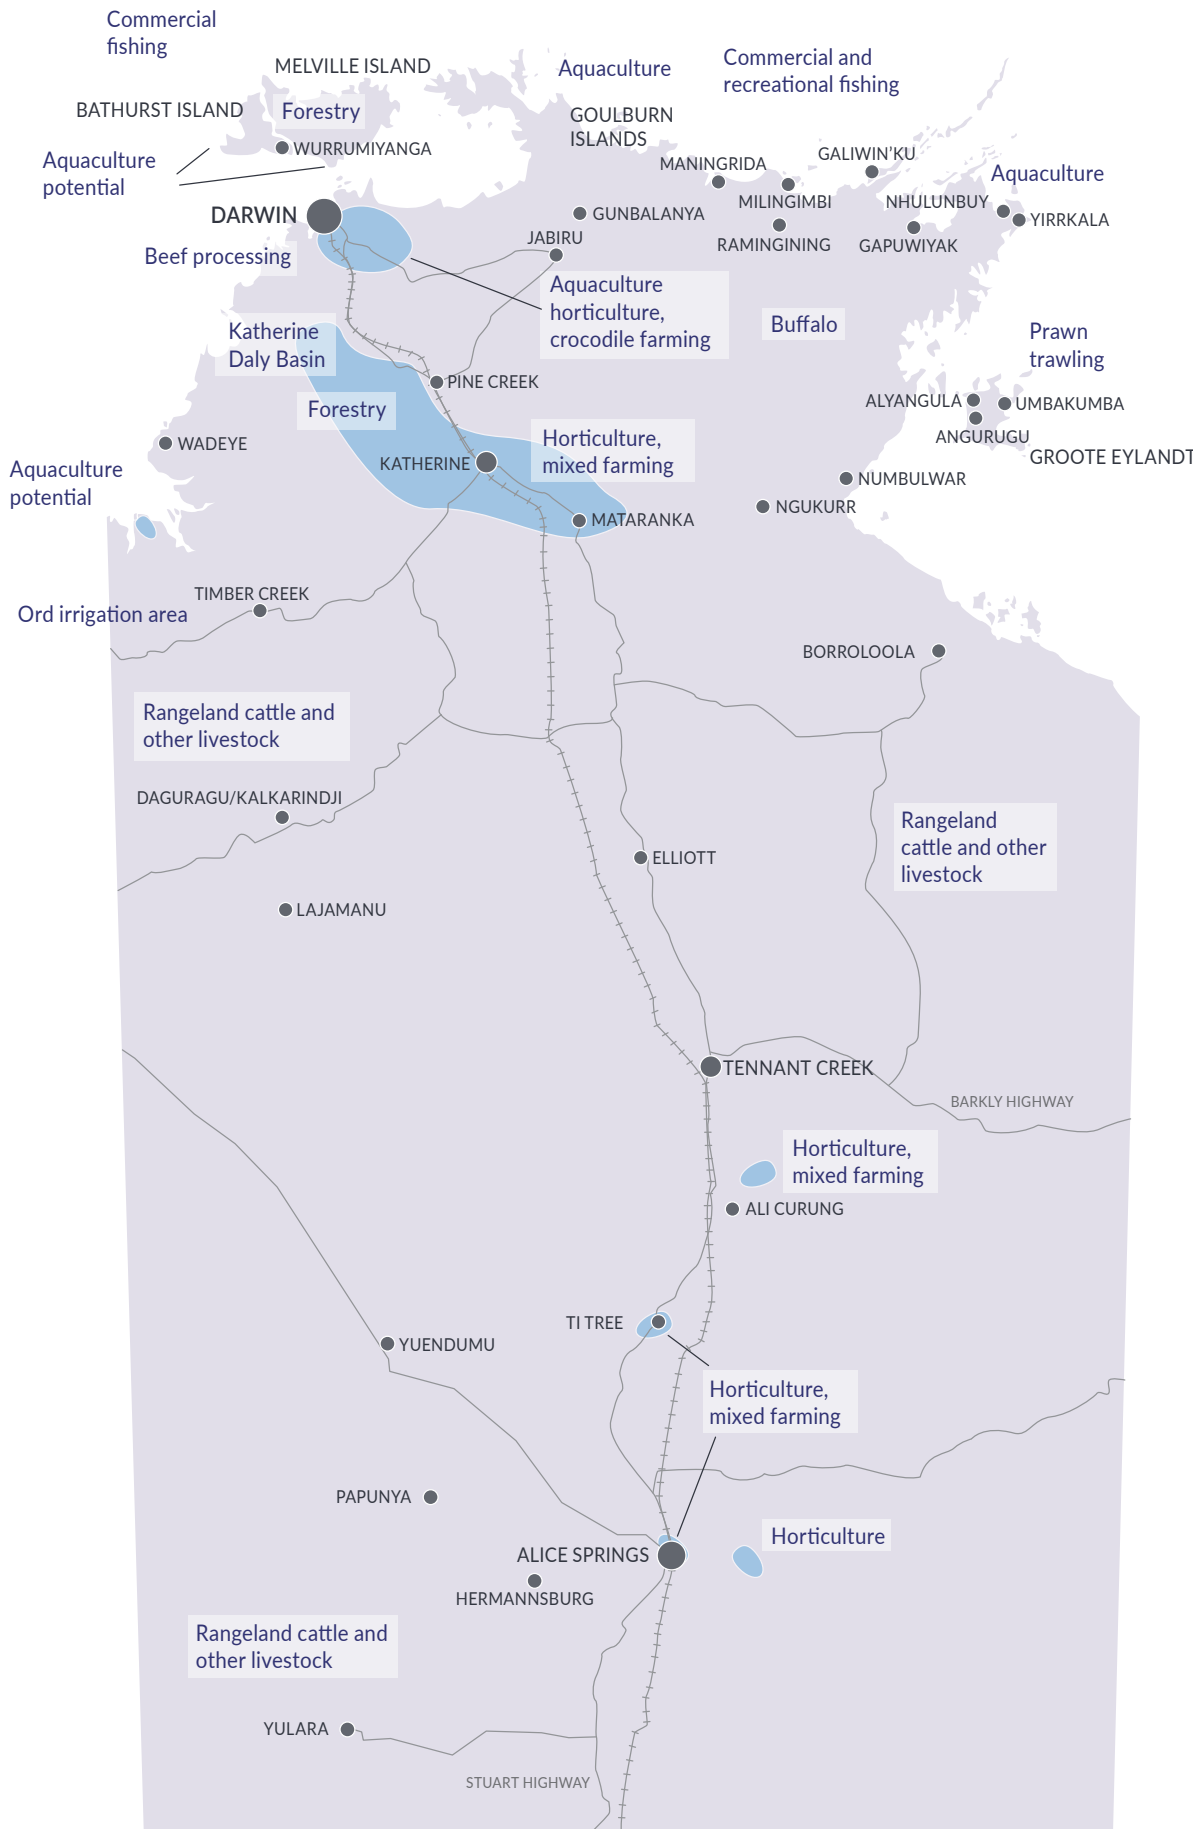 Commercial
fishing
MELVILLE ISLAND
Aquaculture
Commercial and
recreational fishing
BATHURST ISLAND
Forestry
GOULBURN
ISLANDS
WURRUMIYANGA
Aquaculture
potential
MANINGRIDA
GALIWIN'KU
Aquaculture
MILINGIMBI
NHULUNBUY
YIRRKALA
DARWIN
GUNBALANYA
JABIRU
RAMINGINING
GAPUWIYAK
Beef processing
Aquaculture
horticulture,
crocodile farming
Buffalo
Katherine
Daly Basin
Prawn
trawling
PINE CREEK
Forestry
ALYANGULA
UMBAKUMBA
ANGURUGU
GROOTE EYLANDT
WADEYE
Horticulture,
mixed farming
KATHERINE
Aquaculture
potential
NUMBULWAR
NGUKURR
MATARANKA
TIMBER CREEK
Ord irrigation area
BORROLOOLA
Rangeland cattle and
other livestock
DAGURAGU/KALKARINDJI
Rangeland
cattle and other
livestock
ELLIOTT
LAJAMANU
TENNANT CREEK
BARKLY HIGHWAY
Horticulture,
mixed farming
ALI CURUNG
TI TREE
YUENDUMU
Horticulture,
mixed farming
PAPUNYA
Horticulture
ALICE SPRINGS
HERMANNSBURG
Rangeland cattle and
other livestock
YULARA
STUART HIGHWAY